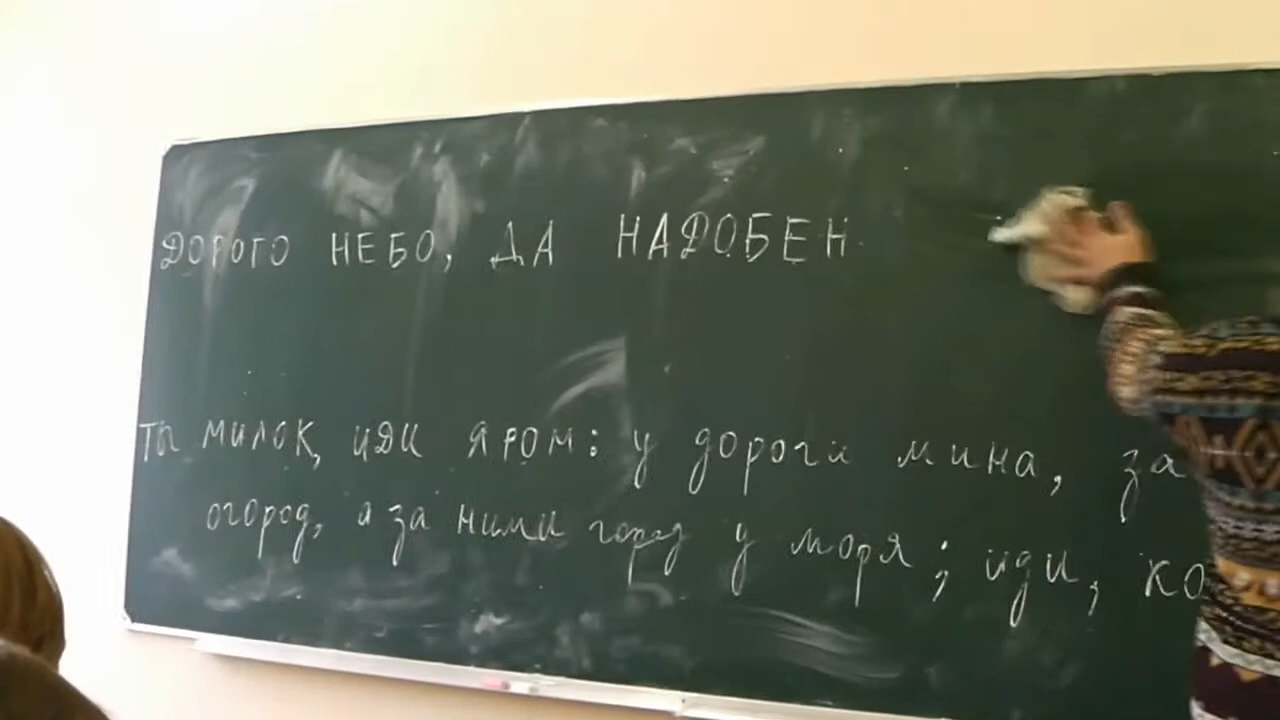 ДОРОГО НЕБО, ДА НАДОБЕН
ты милок, иди яром: у дороги мина, за
огород, а за ними город у моря; иди, ко